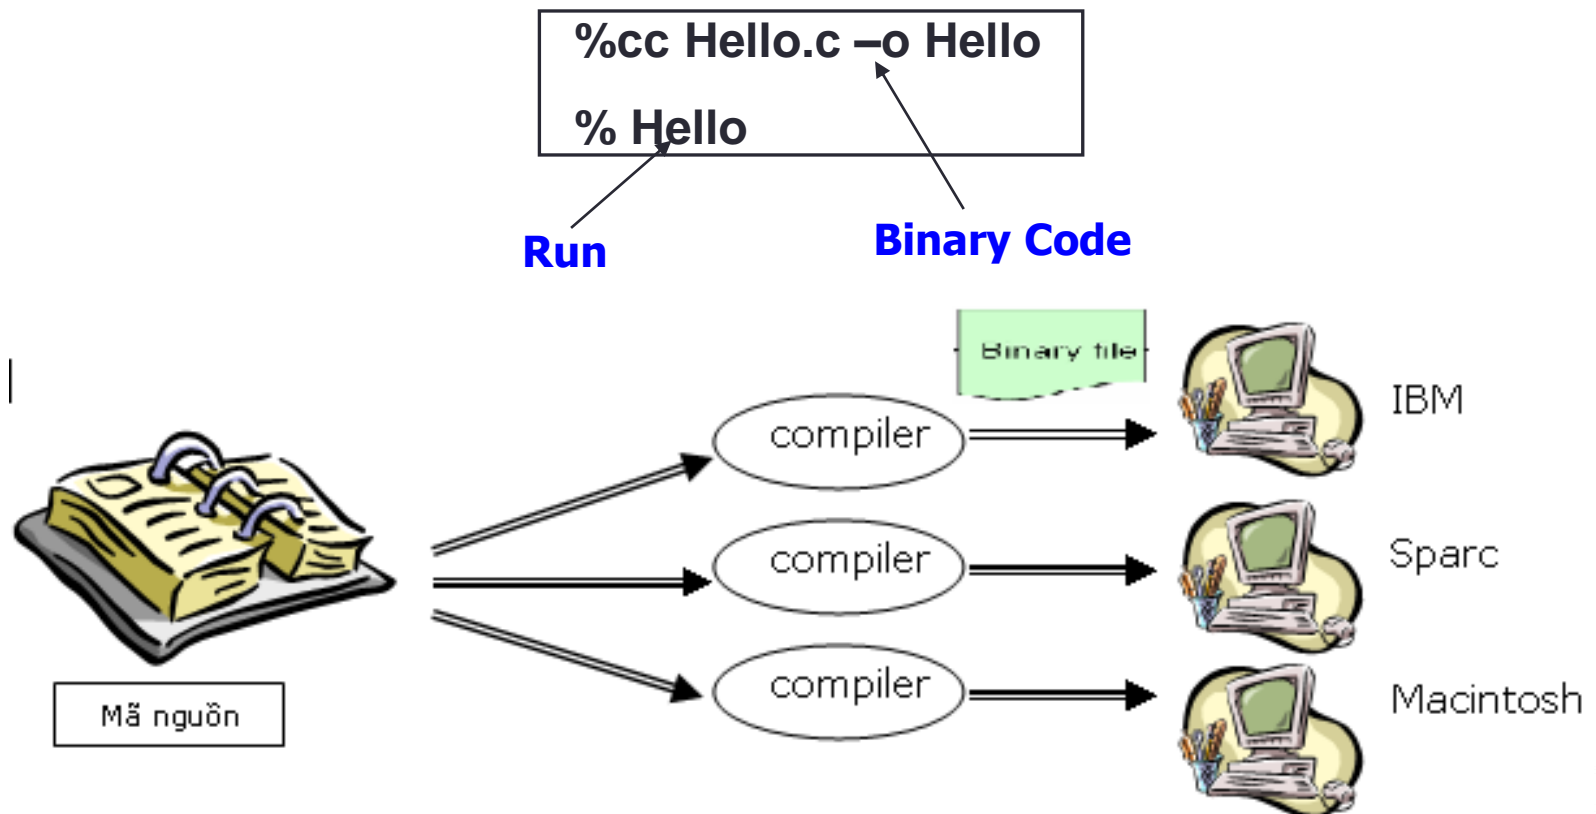 %cc Hello.c –o Hello
% Hello
Run
Binary Code
Binary file
compiler
IBM
compiler
Sparc
compiler
Macintosh
Mã nguồn